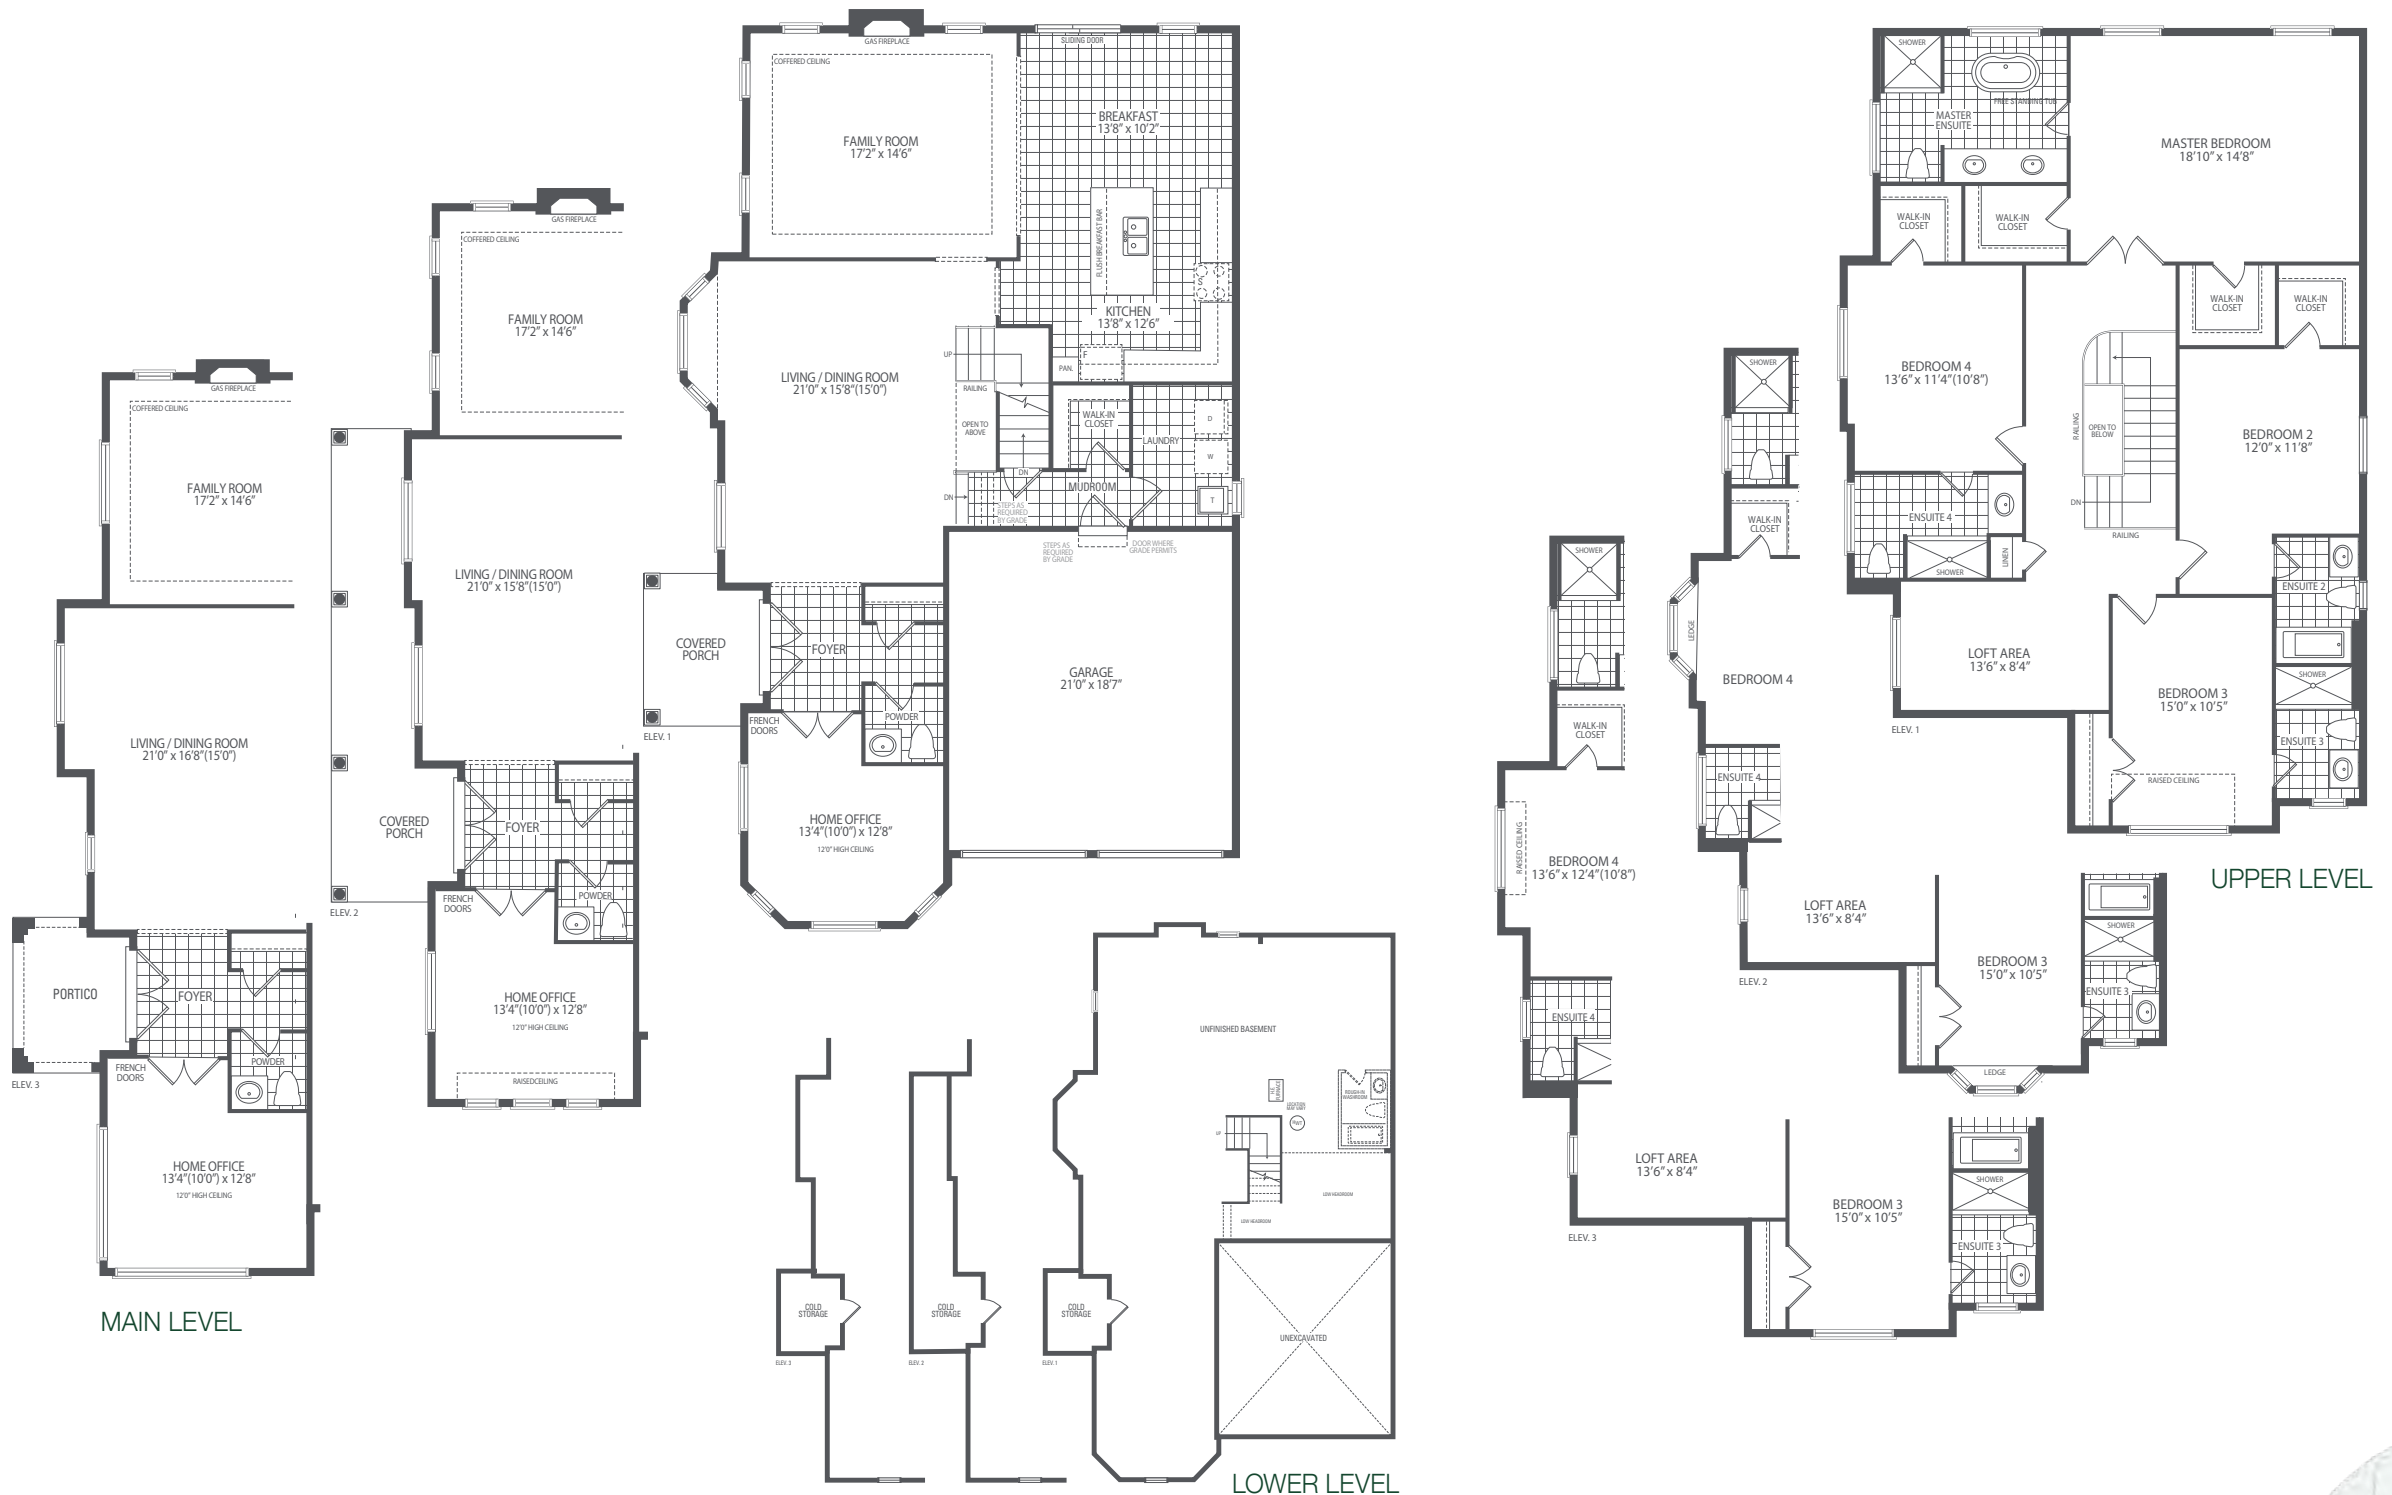 GAS FIREPLACE
COFFERED CEILING
FAMILY ROOM
17'2" x 14'6"
LIVING / DINING ROOM
21'0" x 16'8"(15'0")
PORTICO
FOYER
POWDER
FRENCH
DOORS
ELEV. 3
HOME OFFICE
13'4"(10'0") x 12'8"
12'0" HIGH CEILING
MAIN LEVEL
GAS FIREPLACE
COFFERED CEILING
FAMILY ROOM
17'2" x 14'6"
LIVING / DINING ROOM
21'0" x 15'8"(15'0")
COVERED
PORCH
FOYER
POWDER
FRENCH
DOORS
ELEV. 2
HOME OFFICE
13'4"(10'0") x 12'8"
12'0" HIGH CEILING
RAISEDCEILING
GAS FIREPLACE
SLIDING DOOR
COFFERED CEILING
FAMILY ROOM
17'2" x 14'6"
BREAKFAST
13'8" x 10'2"
FLUSH BREAKFAST BAR
S
KITCHEN
13'8" x 12'6"
F
PAN.
UP
LIVING / DINING ROOM
21'0" x 15'8"(15'0")
RAILING
OPEN TO
ABOVE
WALK-IN
CLOSET
D
LAUNDRY
W
DN
MUDROOM
DN
T
STEPS AS
REQUIRED
BY GRADE
STEPS AS
REQUIRED
BY GRADE
DOOR WHERE
GRADE PERMITS
COVERED
PORCH
FOYER
GARAGE
21'0" x 18'7"
POWDER
FRENCH
DOORS
ELEV. 1
HOME OFFICE
13'4"(10'0") x 12'8"
12'0" HIGH CEILING
UNFINISHED BASEMENT
H.E.
FURNACE
LOCATION
MAY VARY
HWT
ROUGH-IN
WASHROOM
UP
LOW HEADROOM
LOW HEADROOM
COLD
STORAGE
COLD
STORAGE
COLD
STORAGE
UNEXCAVATED
ELEV. 3
ELEV. 2
ELEV. 1
LOWER LEVEL
SHOWER
FREE STANDING TUB
MASTER
ENSUITE
MASTER BEDROOM
18'10" x 14'8"
WALK-IN
CLOSET
WALK-IN
CLOSET
WALK-IN
CLOSET
WALK-IN
CLOSET
BEDROOM 4
13'6" x 11'4"(10'8")
RAILING
OPEN TO
BELOW
BEDROOM 2
12'0" x 11'8"
DN
RAILING
ENSUITE 4
SHOWER
LINEN
ENSUITE 2
LOFT AREA
13'6" x 8'4"
SHOWER
BEDROOM 3
15'0" x 10'5"
ELEV. 1
ENSUITE 3
RAISED CEILING
UPPER LEVEL
SHOWER
WALK-IN
CLOSET
LEDGE
BEDROOM 4
ENSUITE 4
LOFT AREA
13'6" x 8'4"
SHOWER
BEDROOM 3
15'0" x 10'5"
ENSUITE 3
ELEV. 2
LEDGE
SHOWER
WALK-IN
CLOSET
RAISED CEILING
BEDROOM 4
13'6" x 12'4"(10'8")
ENSUITE 4
LOFT AREA
13'6" x 8'4"
SHOWER
BEDROOM 3
15'0" x 10'5"
ENSUITE 3
ELEV. 3